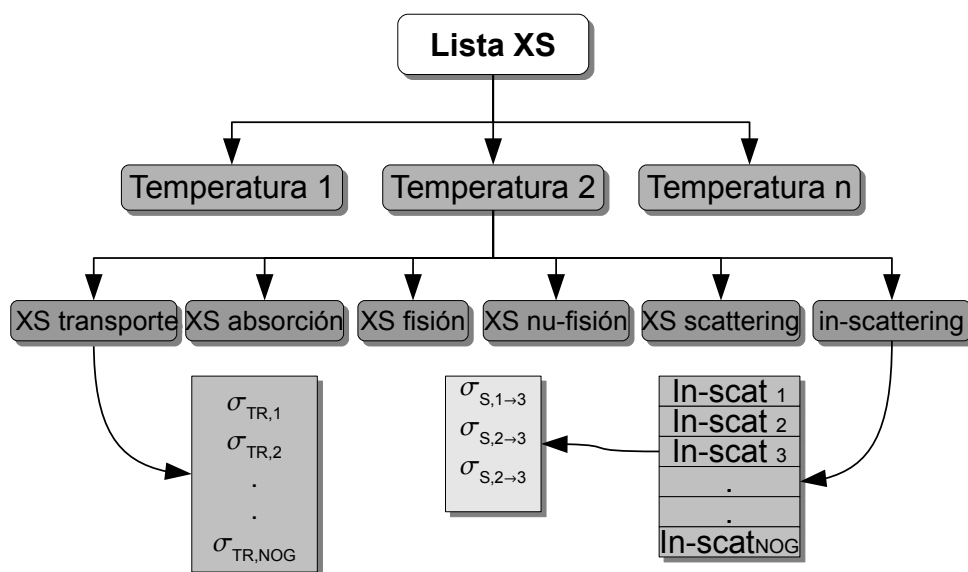 Lista XS
Temperatura 1
Temperatura 2
Temperatura n
XS transporte
XS absorción
XS fisión
XS nu-fisión
XS scattering
in-scattering
σTR,1
σTR,2
.
.
σTR,NOG
σS,1→3
σS,2→3
σS,2→3
In-scat 1
In-scat 2
In-scat 3
.
.
In-scatNOG